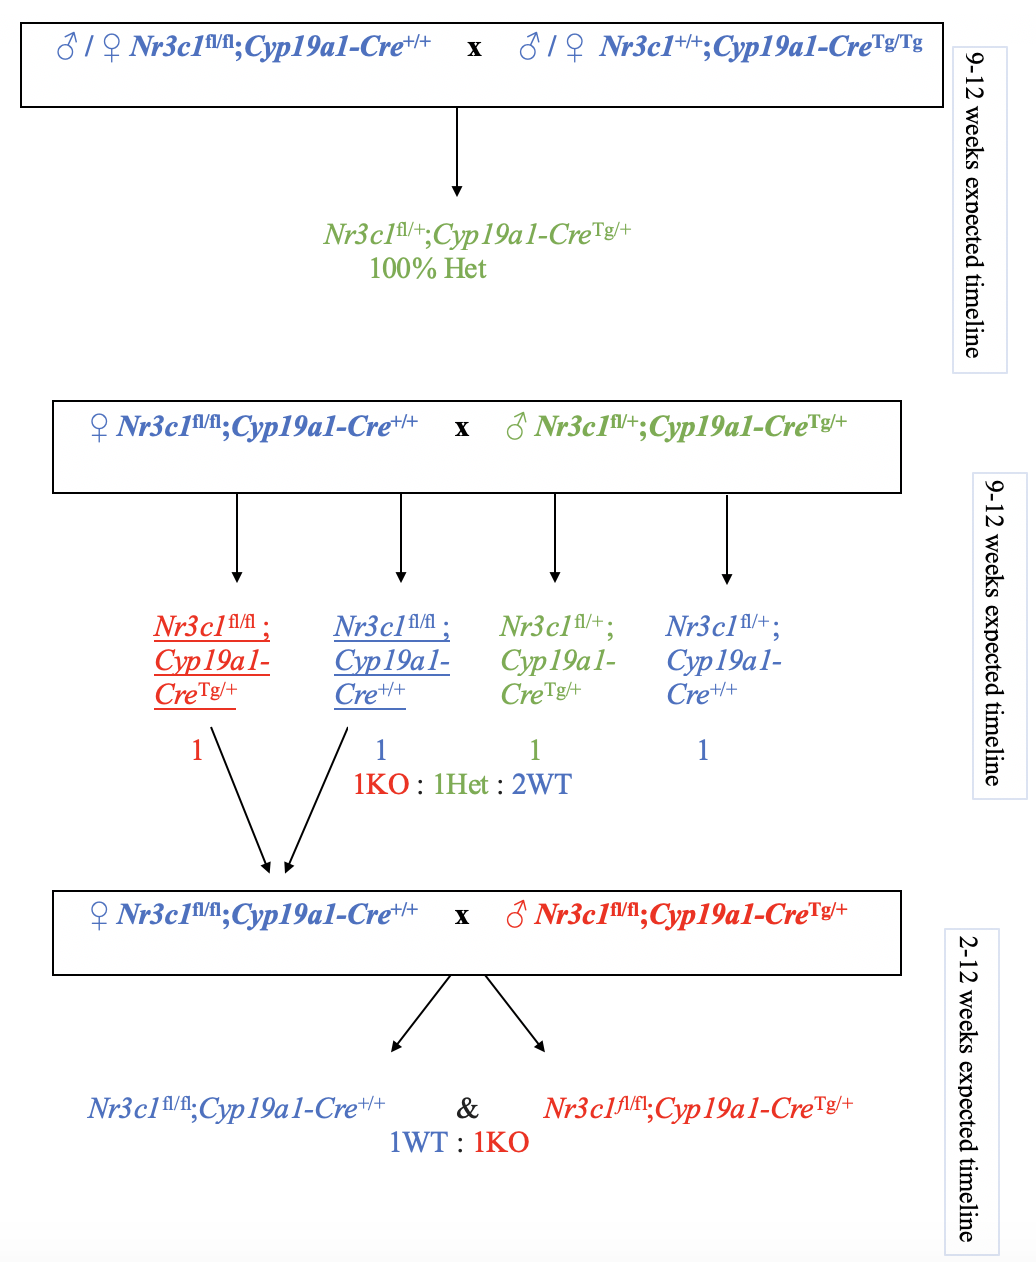 ♂ / ♀ Nr3c1fl/fl;Cyp19a1-Cre+/+ x ♂ / ♀ Nr3c1+/+;Cyp19a1-CreTg/Tg
9-12 weeks expected timeline
Nr3c1fl/+;Cyp19a1-CreTg/+
100% Het
♀ Nr3c1fl/fl;Cyp19a1-Cre+/+ x ♂ Nr3c1fl/+;Cyp19a1-CreTg/+
9-12 weeks expected timeline
Nr3c1fl/fl ;
Cyp19a1-
CreTg/+
1
Nr3c1fl/fl ;
Cyp19a1-
Cre+/+
1
Nr3c1fl/+;
Cyp19a1-
CreTg/+
1
Nr3c1fl/+;
Cyp19a1-
Cre+/+
1
1KO : 1Het : 2WT
♀ Nr3c1fl/fl;Cyp19a1-Cre+/+ x ♂ Nr3c1fl/fl;Cyp19a1-CreTg/+
2-12 weeks expected timeline
Nr3c1fl/fl;Cyp19a1-Cre+/+ & Nr3c1fl/fl;Cyp19a1-CreTg/+
1WT : 1KO